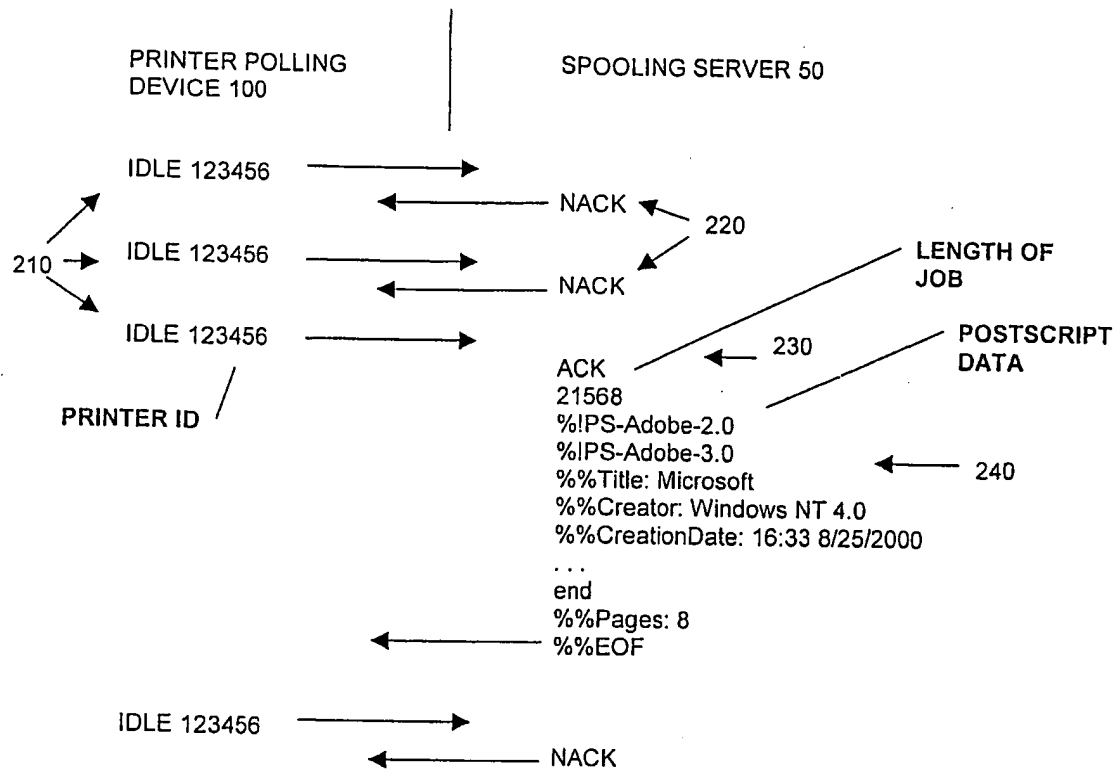 PRINTER POLLING
DEVICE 100
SPOOLING SERVER 50
IDLE 123456
NACK
220
210
IDLE 123456
NACK
LENGTH OF
JOB
IDLE 123456
230
POSTSCRIPT
DATA
PRINTER ID
ACK
21568
%!PS-Adobe-2.0
%!PS-Adobe-3.0
%%Title: Microsoft
240
%%Creator: Windows NT 4.0
%%CreationDate: 16:33 8/25/2000
. . .
end
%%Pages: 8
%%EOF
IDLE 123456
NACK